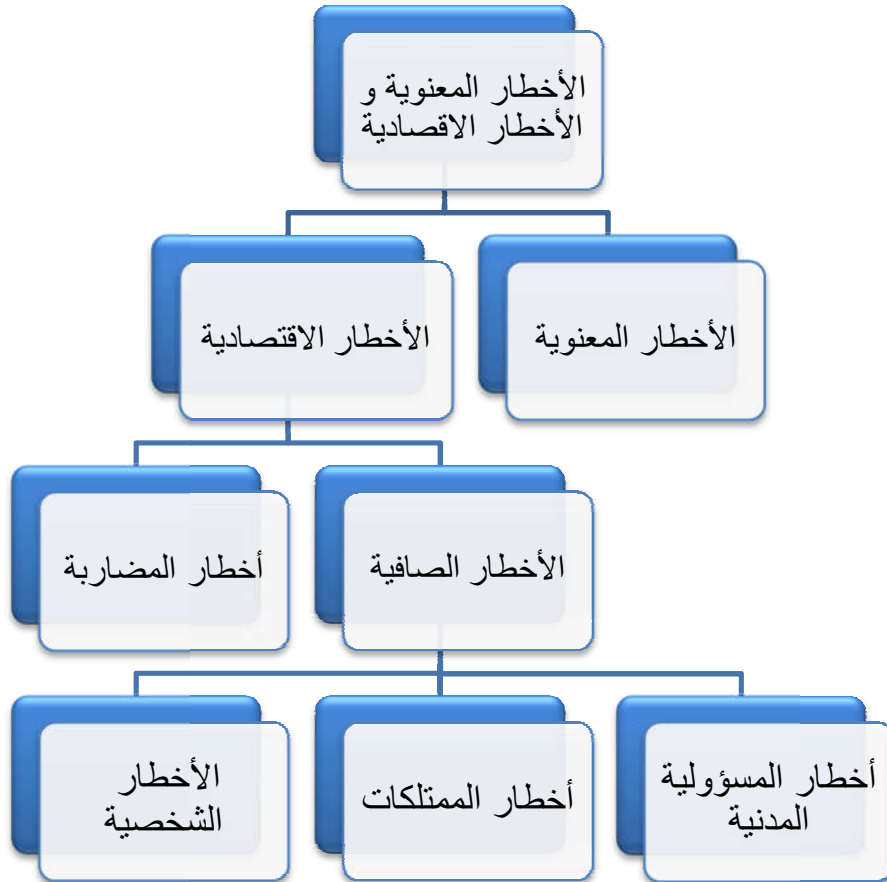 الأخطار المعنوية و
الأخطار الاقصادية
الأخطار المعنوية
الأخطار الاقتصادية
الأخطار الصافية
أخطار المضاربة
أخطار المسؤولية
المدنية
أخطار الممتلكات
الأخطار
الشخصية